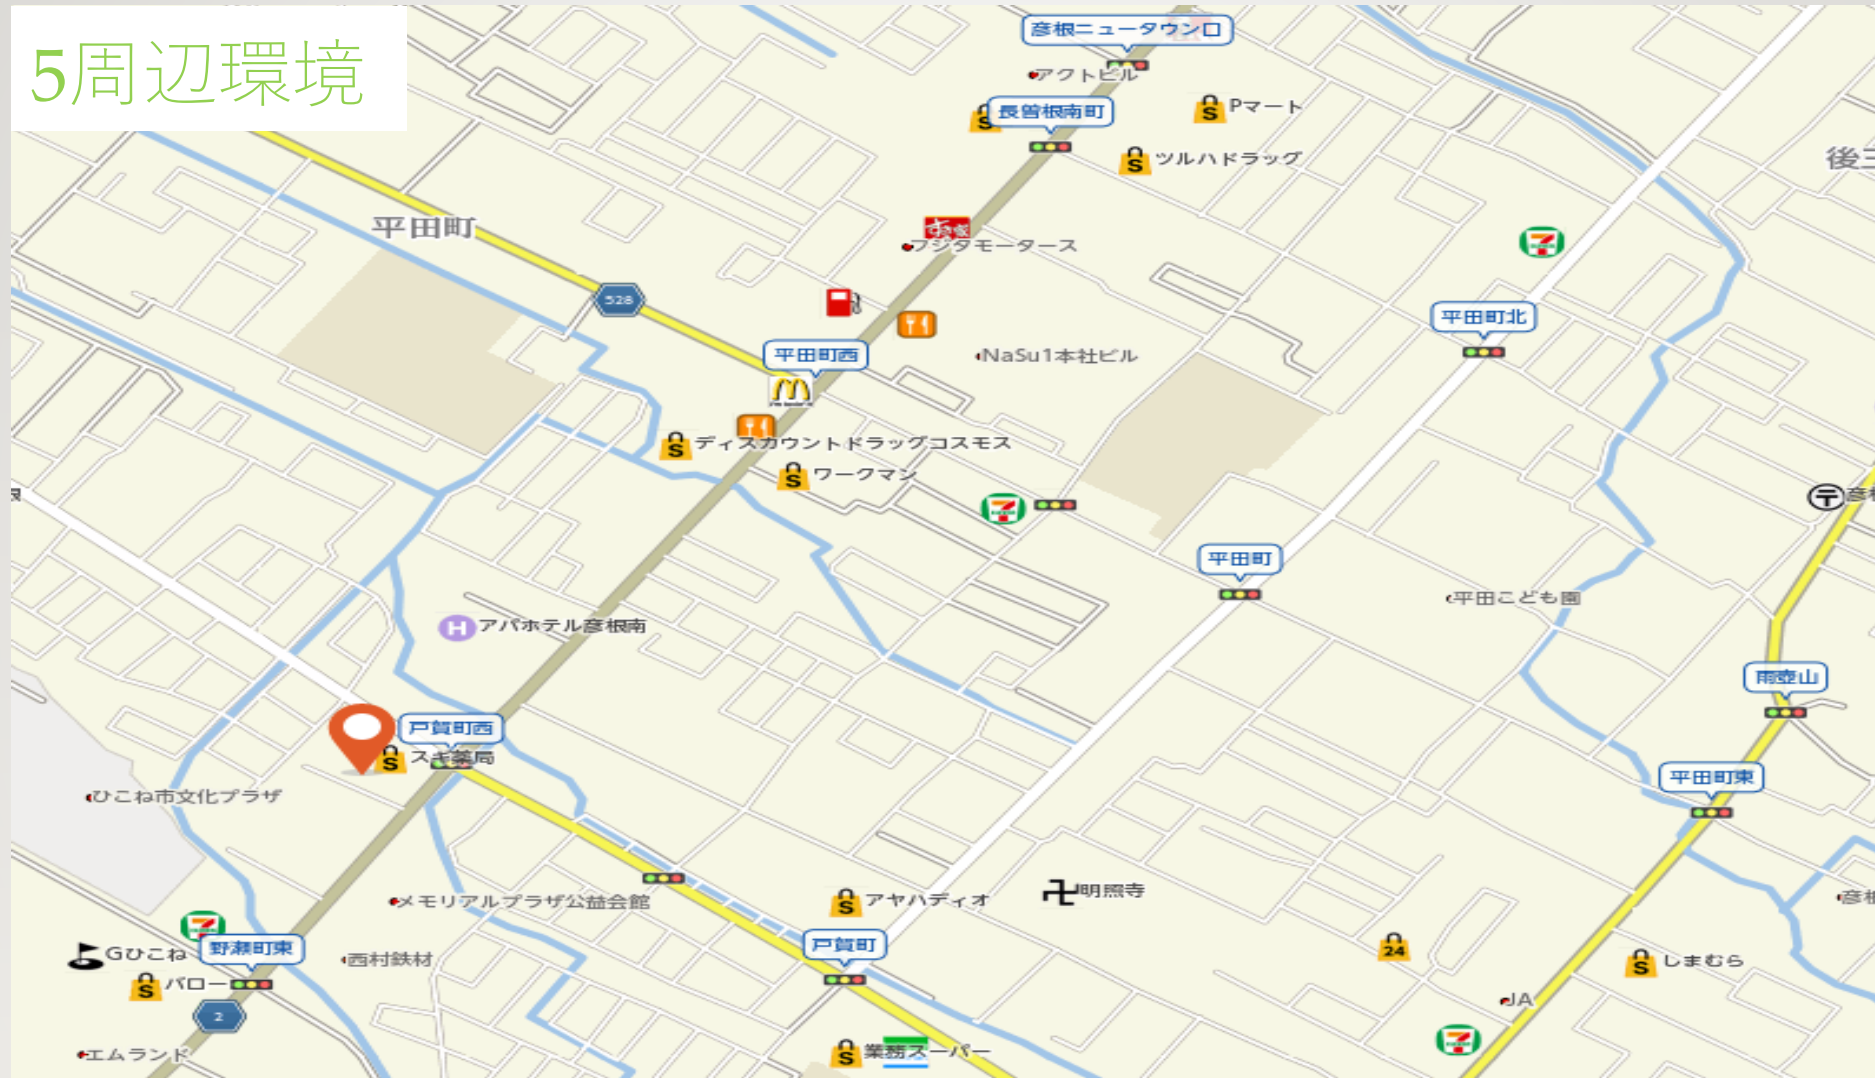 5周辺環境
彦根ニュータウン口
アクトビル
長曽根南町
Pマート
ツルハドラッグ
後三
平田町
すき家
フジタモータース
528
平田町北
平田町西
NaSu1本社ビル
ディスカウントドラッグコスモス
ワークマン
平田町
平田こども園
アパホテル彦根南
雨壺山
戸賀町西
スギ薬局
平田町東
ひこね市文化プラザ
メモリアルプラザ公益会館
アヤハディオ
明照寺
Gひこね
野瀬町東
西村鉄材
戸賀町
24
しまむら
バロー
2
JA
エムランド
業務スーパー